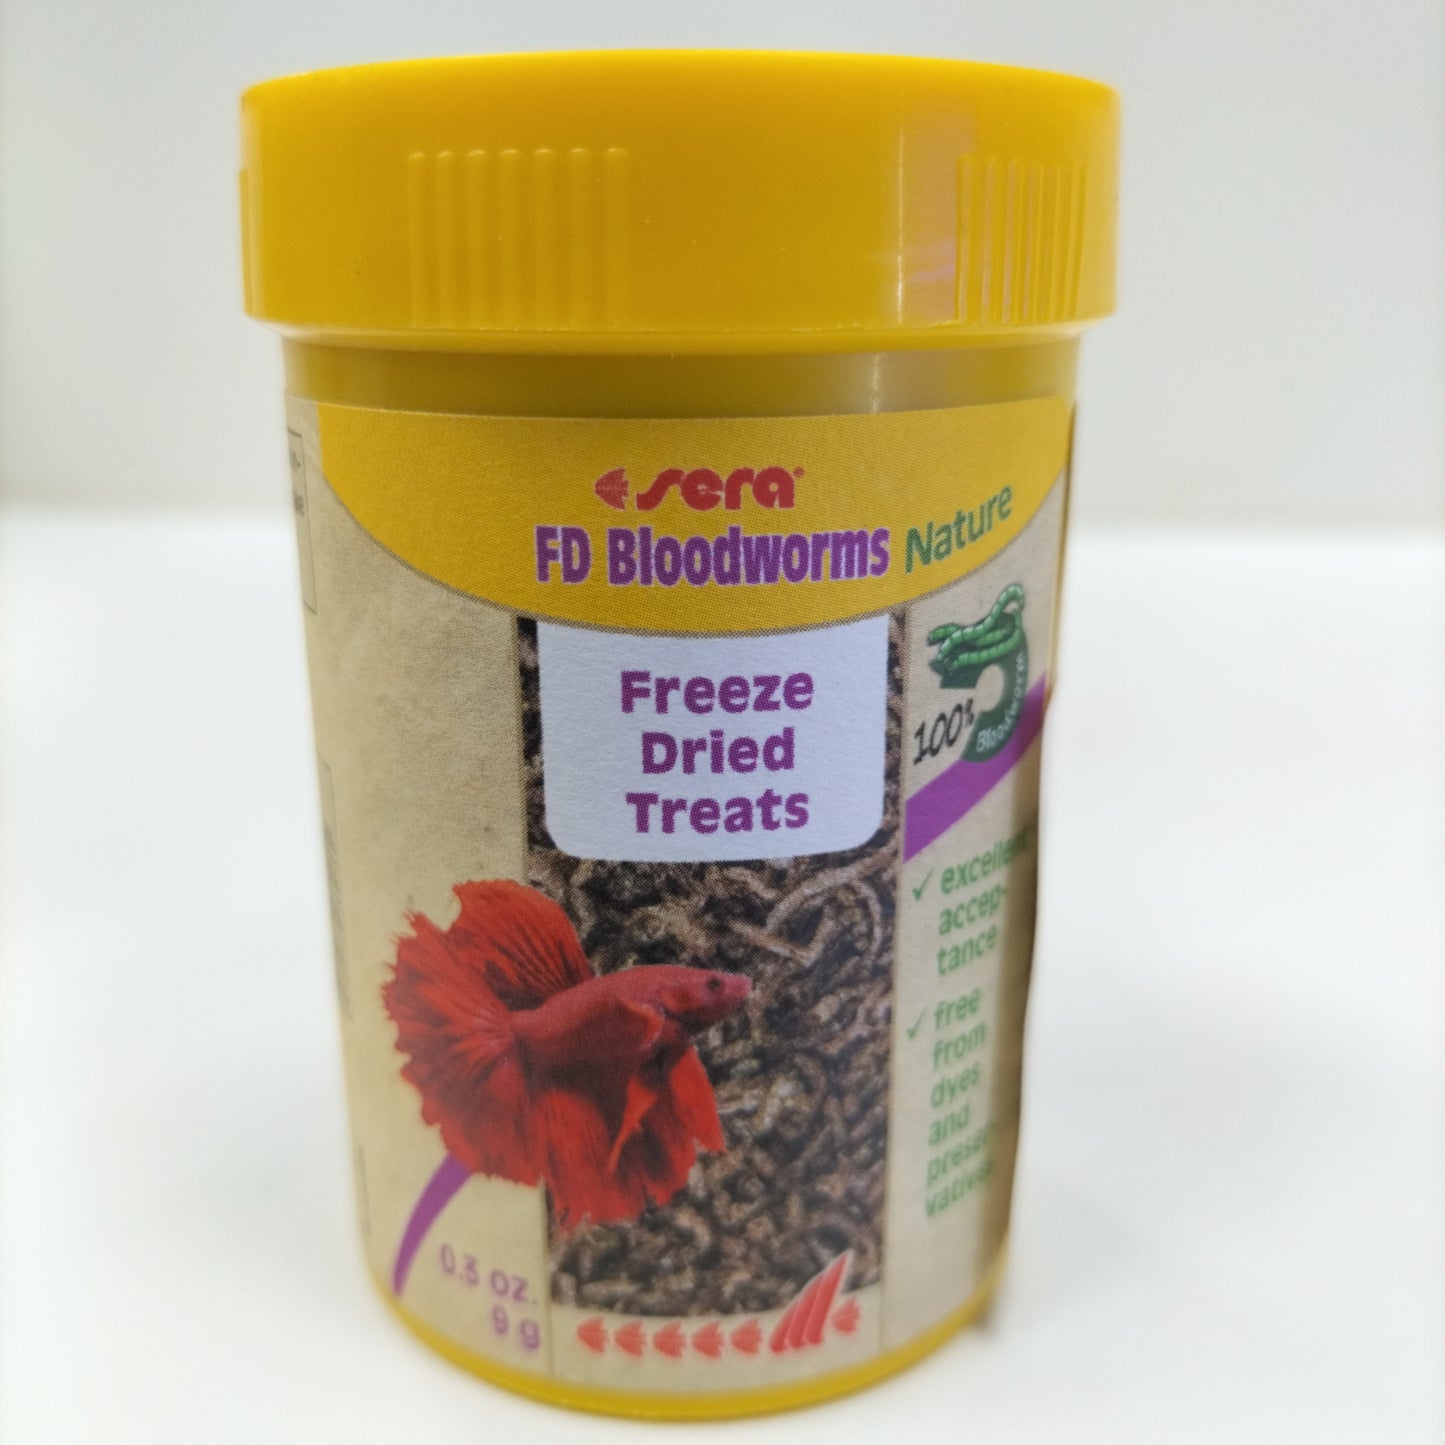 sera
FD Bloodworms Nature
Freeze
Dried
Treats
100%
Bloodworm
✓ excellent
accep-
tance
✓ free
from
dyes
and
preser-
vatives
0.3 oz.
9 g